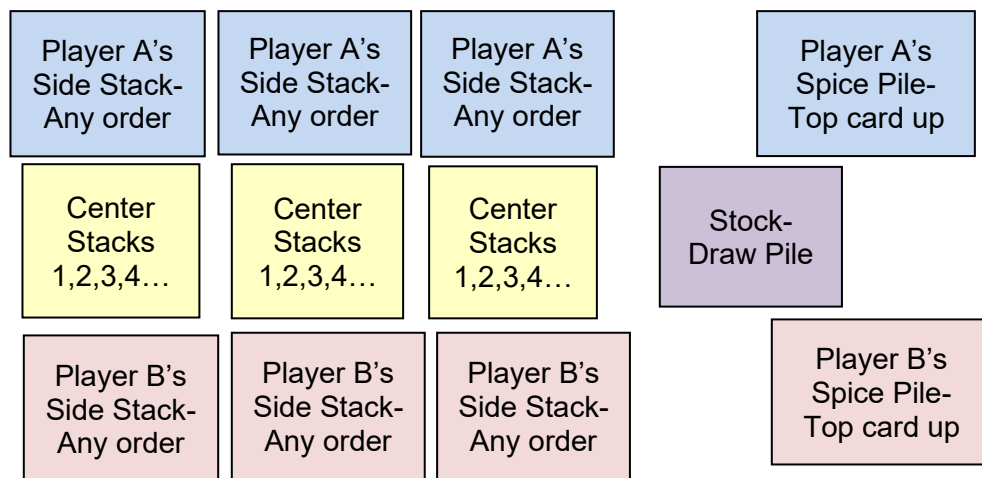 Player A’s
Side Stack-
Any order
Player A’s
Side Stack-
Any order
Player A’s
Side Stack-
Any order
Player A’s
Spice Pile-
Top card up
Center
Stacks
1,2,3,4…
Center
Stacks
1,2,3,4…
Center
Stacks
1,2,3,4…
Stock-
Draw Pile
Player B’s
Side Stack-
Any order
Player B’s
Side Stack-
Any order
Player B’s
Side Stack-
Any order
Player B’s
Spice Pile-
Top card up